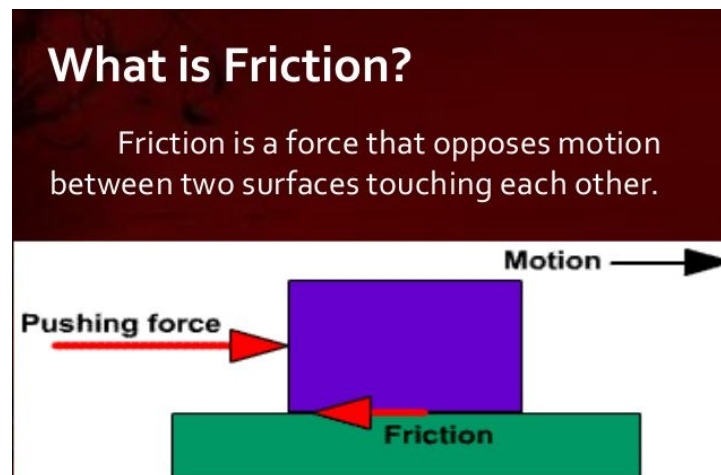 What is Friction?
Friction is a force that opposes motion
between two surfaces touching each other.
Motion
Pushing force
Friction